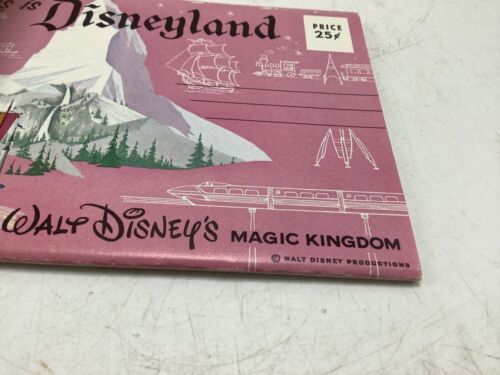 is Disneyland
PRICE
25¢
WALT DISNEY'S MAGIC KINGDOM
© WALT DISNEY PRODUCTIONS